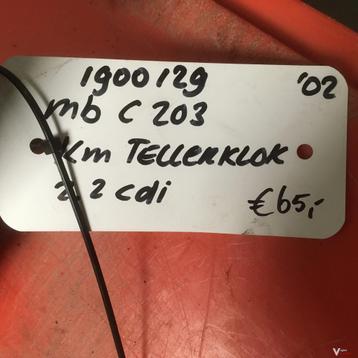 1900129 '02
mb C 203
Km TELLERKLOK
2,2 cdi €65,-